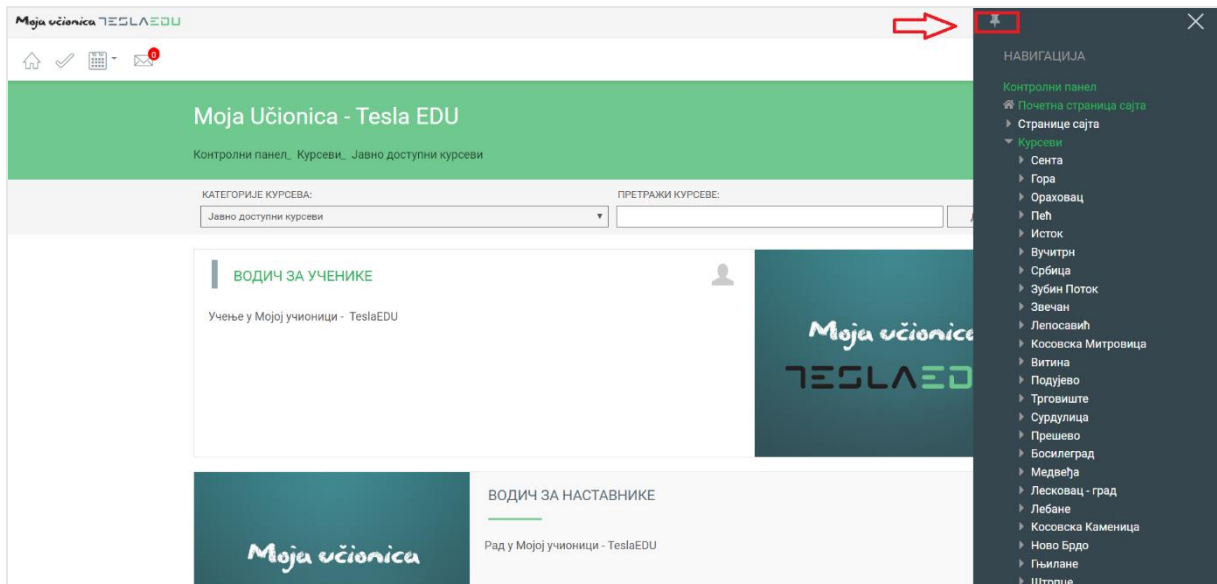 Moja učionica TESLAEDU
0
Moja Učionica - Tesla EDU
Контролни панел_ Курсеви_ Јавно доступни курсеви
КАТЕГОРИЈЕ КУРСЕВА:
ПРЕТРАЖИ КУРСЕВЕ:
Јавно доступни курсеви
ВОДИЧ ЗА УЧЕНИКЕ
Учење у Мојој учионици - TeslaEDU
Moja učionica
TESLAED
ВОДИЧ ЗА НАСТАВНИКЕ
Рад у Мојој учионици - TeslaEDU
Moja učionica
НАВИГАЦИЈА
Контролни панел
Почетна страница сајта
Странице сајта
Курсеви
Сента
Гора
Ораховац
Пећ
Исток
Вучитрн
Србица
Зубин Поток
Звечан
Лепосавић
Косовска Митровица
Витина
Подујево
Трговиште
Сурдулица
Прешево
Босилеград
Медвеђа
Лесковац - град
Лебане
Косовска Каменица
Ново Брдо
Гњилане
Штрпце